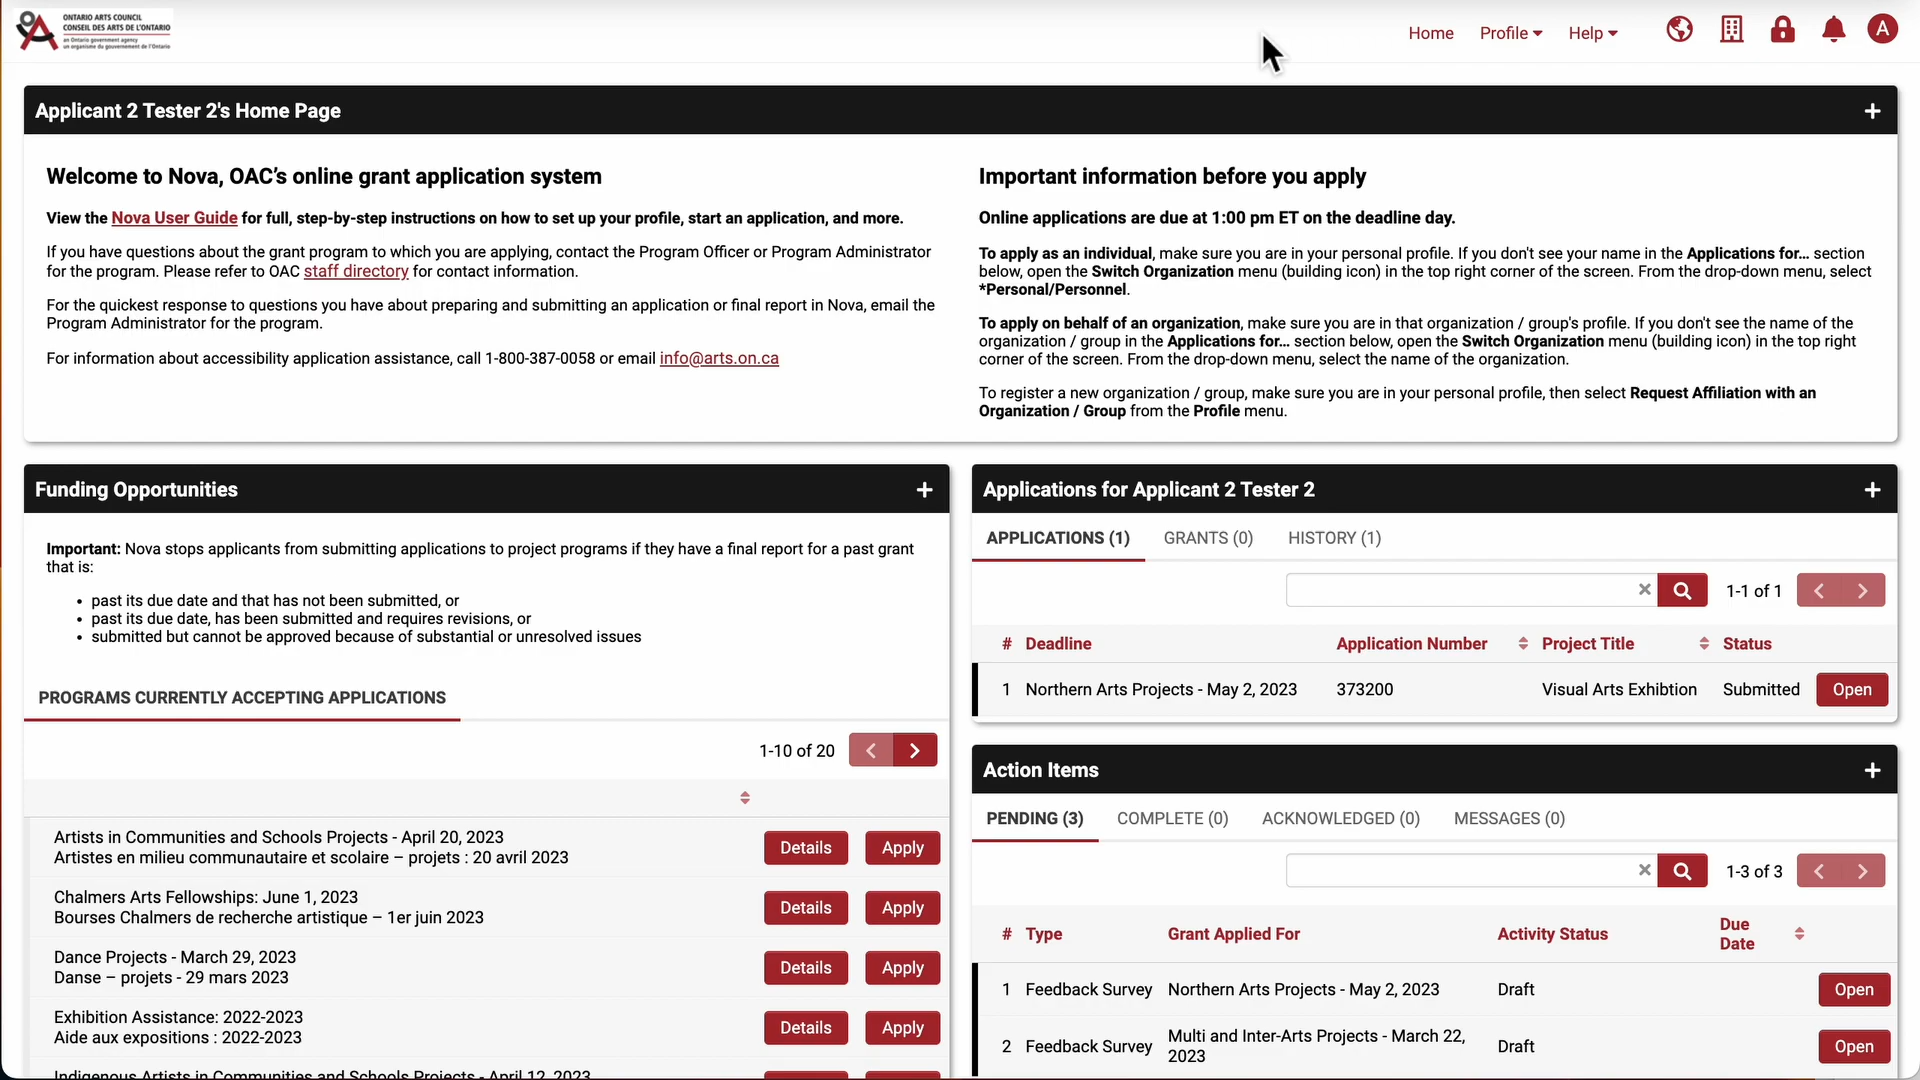 ONTARIO ARTS COUNCIL
CONSEIL DES ARTS DE L'ONTARIO
an Ontario government agency
un organisme du gouvernement de l'Ontario
Home
Profile
Help
A
Applicant 2 Tester 2's Home Page
Welcome to Nova, OAC’s online grant application system
View the Nova User Guide for full, step-by-step instructions on how to set up your profile, start an application, and more.
If you have questions about the grant program to which you are applying, contact the Program Officer or Program Administrator
for the program. Please refer to OAC staff directory for contact information.
For the quickest response to questions you have about preparing and submitting an application or final report in Nova, email the
Program Administrator for the program.
For information about accessibility application assistance, call 1-800-387-0058 or email info@arts.on.ca
Important information before you apply
Online applications are due at 1:00 pm ET on the deadline day.
To apply as an individual, make sure you are in your personal profile. If you don't see your name in the Applications for... section
below, open the Switch Organization menu (building icon) in the top right corner of the screen. From the drop-down menu, select
*Personal/Personnel.
To apply on behalf of an organization, make sure you are in that organization / group's profile. If you don't see the name of the
organization / group in the Applications for... section below, open the Switch Organization menu (building icon) in the top right
corner of the screen. From the drop-down menu, select the name of the organization.
To register a new organization / group, make sure you are in your personal profile, then select Request Affiliation with an
Organization / Group from the Profile menu.
Funding Opportunities
Important: Nova stops applicants from submitting applications to project programs if they have a final report for a past grant
that is:
• past its due date and that has not been submitted, or
• past its due date, has been submitted and requires revisions, or
• submitted but cannot be approved because of substantial or unresolved issues
PROGRAMS CURRENTLY ACCEPTING APPLICATIONS
1-10 of 20
Artists in Communities and Schools Projects - April 20, 2023
Artistes en milieu communautaire et scolaire – projets : 20 avril 2023
Details Apply
Chalmers Arts Fellowships: June 1, 2023
Bourses Chalmers de recherche artistique – 1er juin 2023
Details Apply
Dance Projects - March 29, 2023
Danse – projets - 29 mars 2023
Details Apply
Exhibition Assistance: 2022-2023
Aide aux expositions : 2022-2023
Details Apply
Indigenous Artists in Communities and Schools Projects - April 12, 2023
Applications for Applicant 2 Tester 2
APPLICATIONS (1) GRANTS (0) HISTORY (1)
1-1 of 1
# Deadline Application Number Project Title Status
1 Northern Arts Projects - May 2, 2023 373200 Visual Arts Exhibtion Submitted Open
Action Items
PENDING (3) COMPLETE (0) ACKNOWLEDGED (0) MESSAGES (0)
1-3 of 3
# Type Grant Applied For Activity Status Due
Date
1 Feedback Survey Northern Arts Projects - May 2, 2023 Draft Open
2 Feedback Survey Multi and Inter-Arts Projects - March 22,
2023 Draft Open